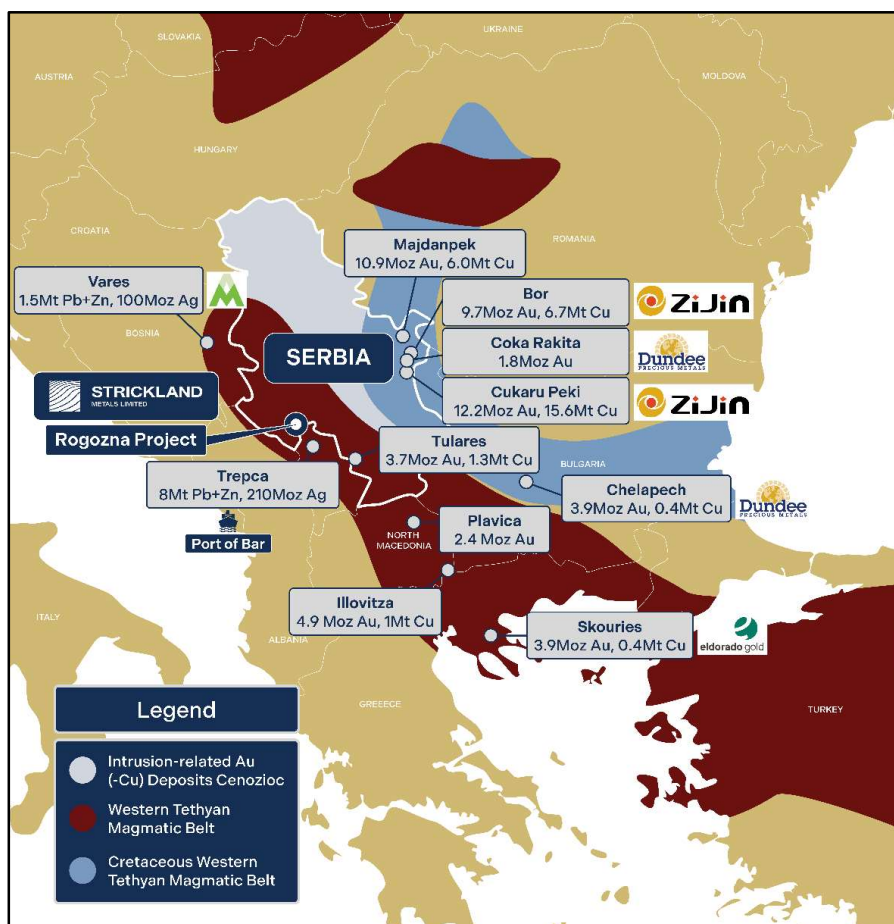 SLOVAKIA
UKRAINE
AUSTRIA
MOLDOVA
HUNGARY
CROATIA
ROMANIA
Majdanpek
10.9Moz Au, 6.0Mt Cu
Vares
1.5Mt Pb+Zn, 100Moz Ag
Bor
9.7Moz Au, 6.7Mt Cu
ZIJIN
BOSNIA
SERBIA
Coka Rakita
1.8Moz Au
Dundee
PRECIOUS METALS
STRICKLAND
METALS LIMITED
Cukaru Peki
12.2Moz Au, 15.6Mt Cu
ZIJIN
Rogozna Project
Tulares
3.7Moz Au, 1.3Mt Cu
BULGARIA
Trepca
8Mt Pb+Zn, 210Moz Ag
Chelapech
3.9Moz Au, 0.4Mt Cu
Dundee
PRECIOUS METALS
Port of Bar
Plavica
2.4 Moz Au
NORTH
MACEDONIA
Illovitza
4.9 Moz Au, 1Mt Cu
ITALY
ALBANIA
Skouries
3.9Moz Au, 0.4Mt Cu
eldorado gold
GREEECE
TURKEY
Legend
Intrusion-related Au
(-Cu) Deposits Cenozioc
Western Tethyan
Magmatic Belt
Cretaceous Western
Tethyan Magmatic Belt